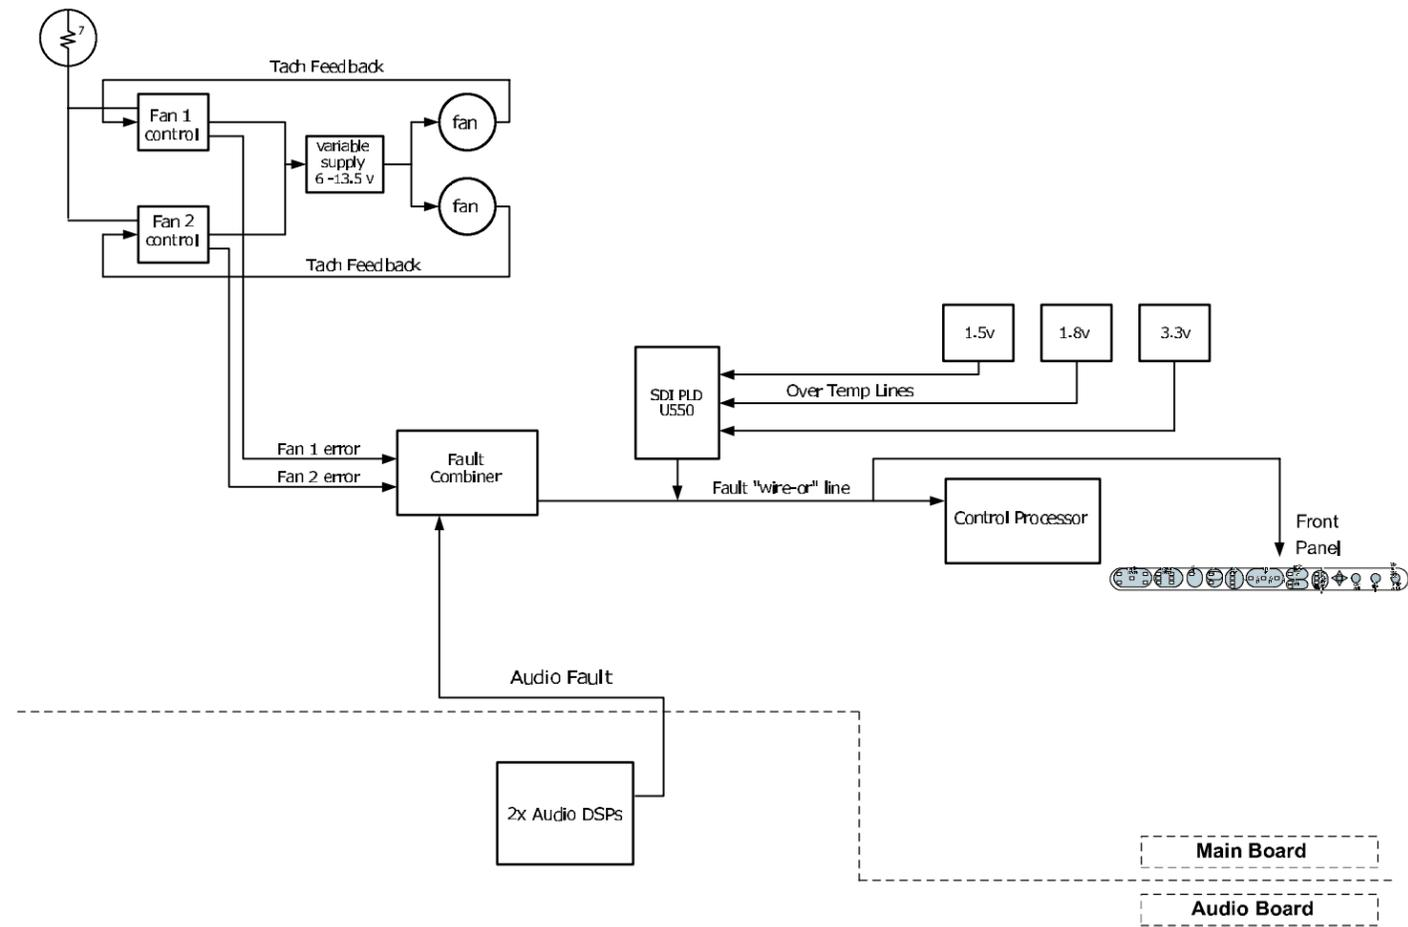 7
Tach Feedback
Fan 1
control
fan
variable
supply
6 -13.5 v
Fan 2
control
fan
Tach Feedback
1.5v
1.8v
3.3v
SDI PLD
U550
Over Temp Lines
Fan 1 error
Fan 2 error
Fault
Combiner
Fault "wire-or" line
Control Processor
Front
Panel
Audio Fault
2x Audio DSPs
Main Board
Audio Board